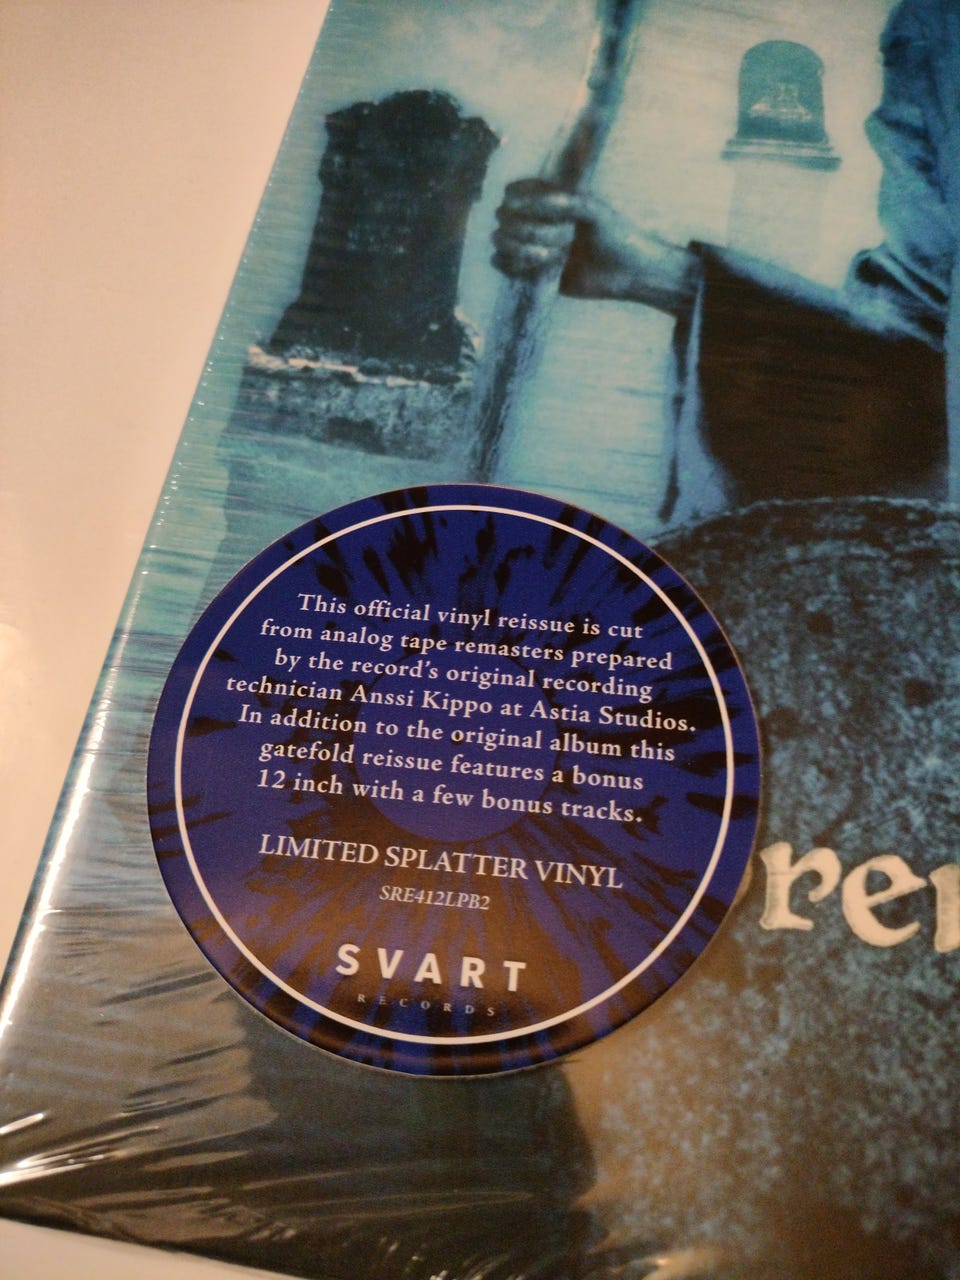 This official vinyl reissue is cut
from analog tape remasters prepared
by the record's original recording
technician Anssi Kippo at Astia Studios.
In addition to the original album this
gatefold reissue features a bonus
12 inch with a few bonus tracks.
LIMITED SPLATTER VINYL
SRE412LPB2
SVART
RECORDS